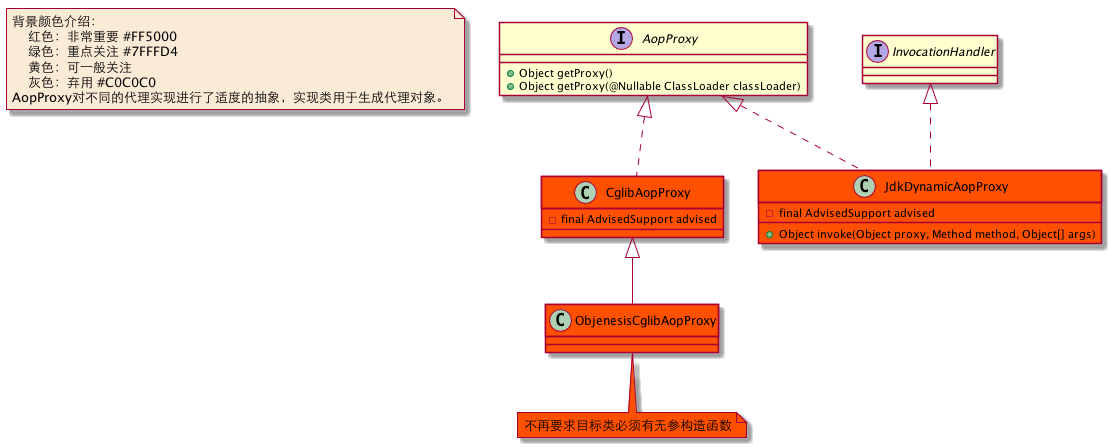 背景颜色介绍：
红色：非常重要 #FF5000
绿色：重点关注 #7FFFD4
黄色：可一般关注
灰色：弃用 #C0C0C0
AopProxy对不同的代理实现进行了适度的抽象，实现类用于生成代理对象。
I AopProxy
Object getProxy()
Object getProxy(@Nullable ClassLoader classLoader)
I InvocationHandler
C CglibAopProxy
final AdvisedSupport advised
C JdkDynamicAopProxy
final AdvisedSupport advised
Object invoke(Object proxy, Method method, Object[] args)
C ObjenesisCglibAopProxy
不再要求目标类必须有无参构造函数